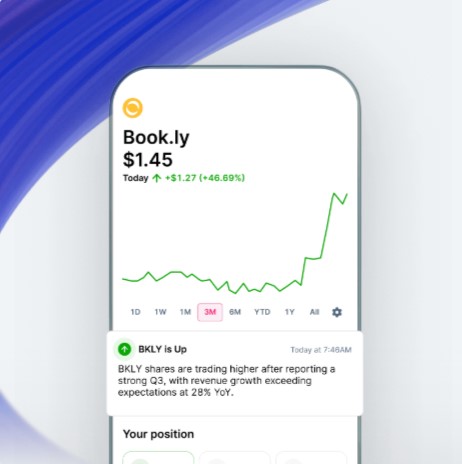 Book.ly
$1.45
Today ↑ +$1.27 (+46.69%)
1D 1W 1M 3M 6M YTD 1Y All
BKLY is Up Today at 7:46AM
BKLY shares are trading higher after reporting a
strong Q3, with revenue growth exceeding
expectations at 28% YoY.
Your position